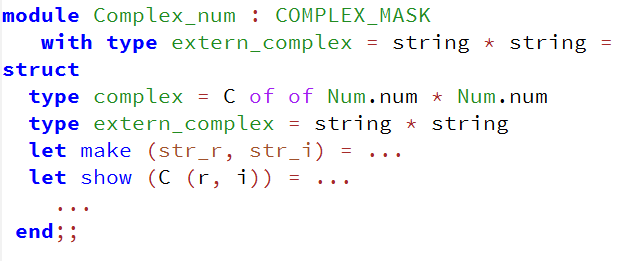 module Complex_num : COMPLEX_MASK
with type extern_complex = string * string =
struct
type complex = C of of Num.num * Num.num
type extern_complex = string * string
let make (str_r, str_i) = ...
let show (C (r, i)) = ...
...
end;;